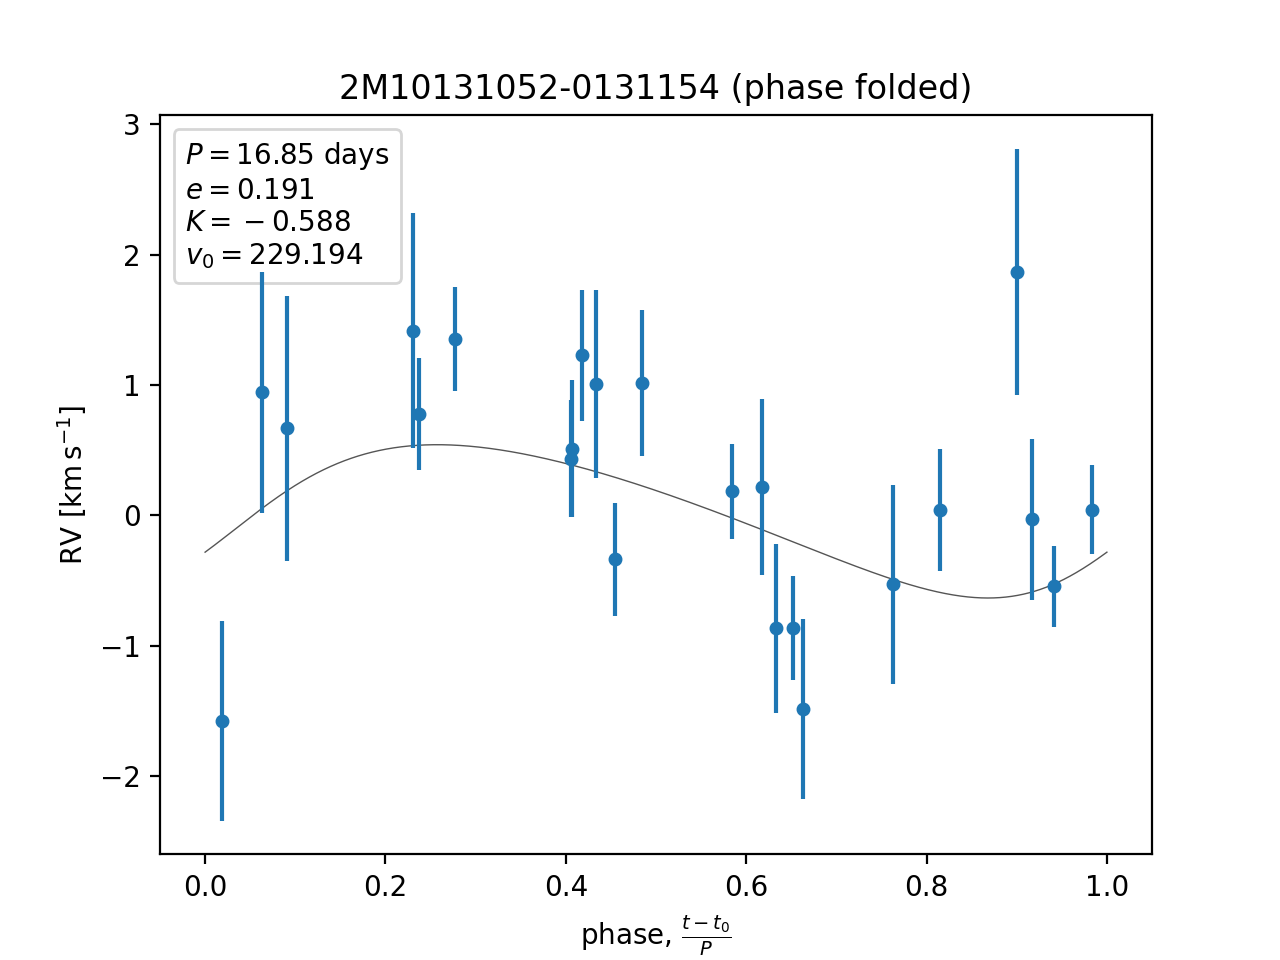 2M10131052-0131154 (phase folded)
P = 16.85 days
e = 0.191
K = −0.588
v₀ = 229.194
RV [km s⁻¹]
3
2
1
0
−1
−2
0.0 0.2 0.4 0.6 0.8 1.0
phase, (t − t₀)/P